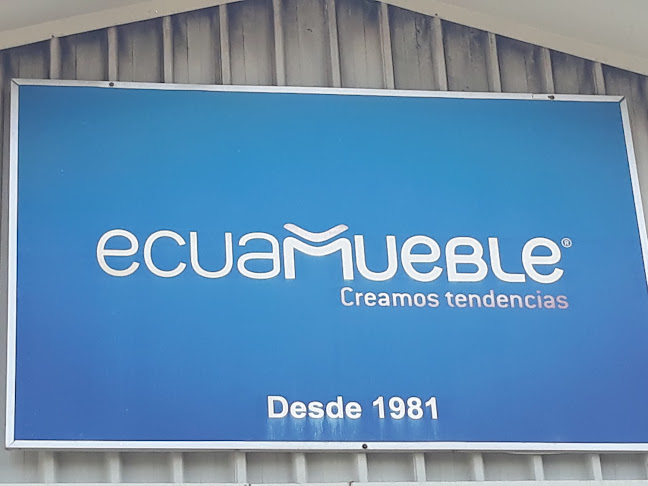 ecuaMueBLe®
Creamos tendencias
Desde 1981